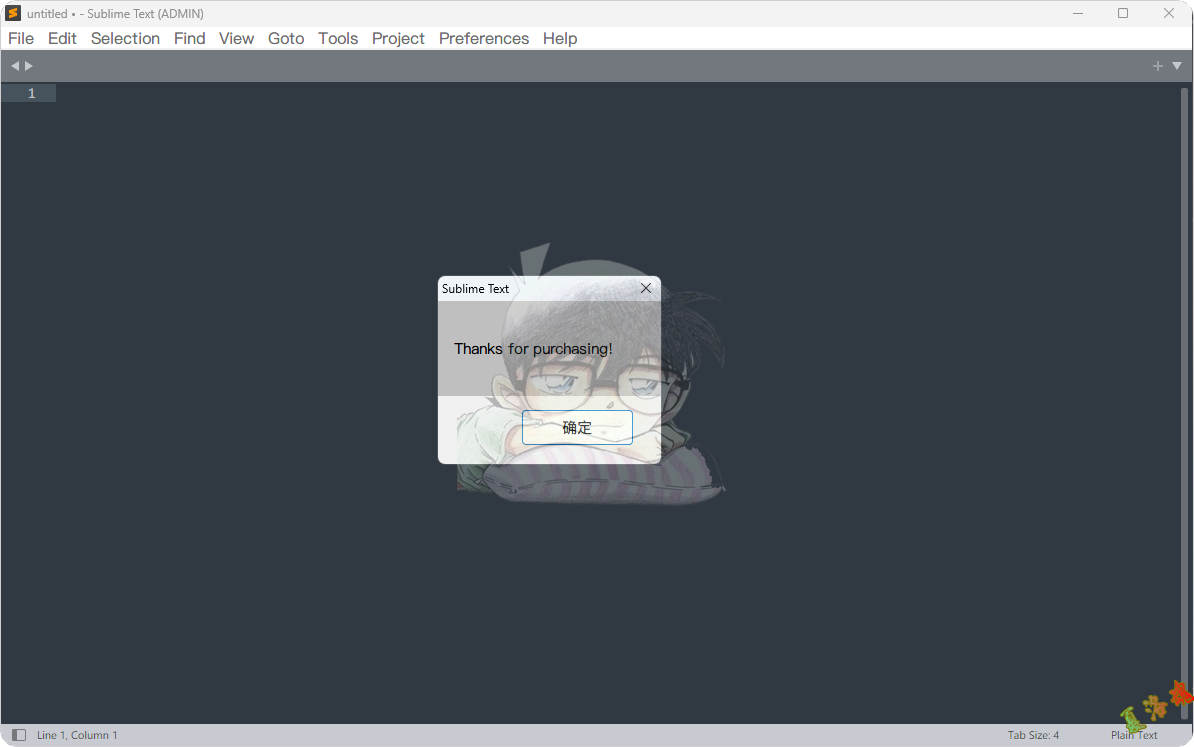 untitled • - Sublime Text (ADMIN)
File Edit Selection Find View Goto Tools Project Preferences Help
1
Sublime Text
Thanks for purchasing!
确定
Line 1, Column 1
Tab Size: 4
Plain Text